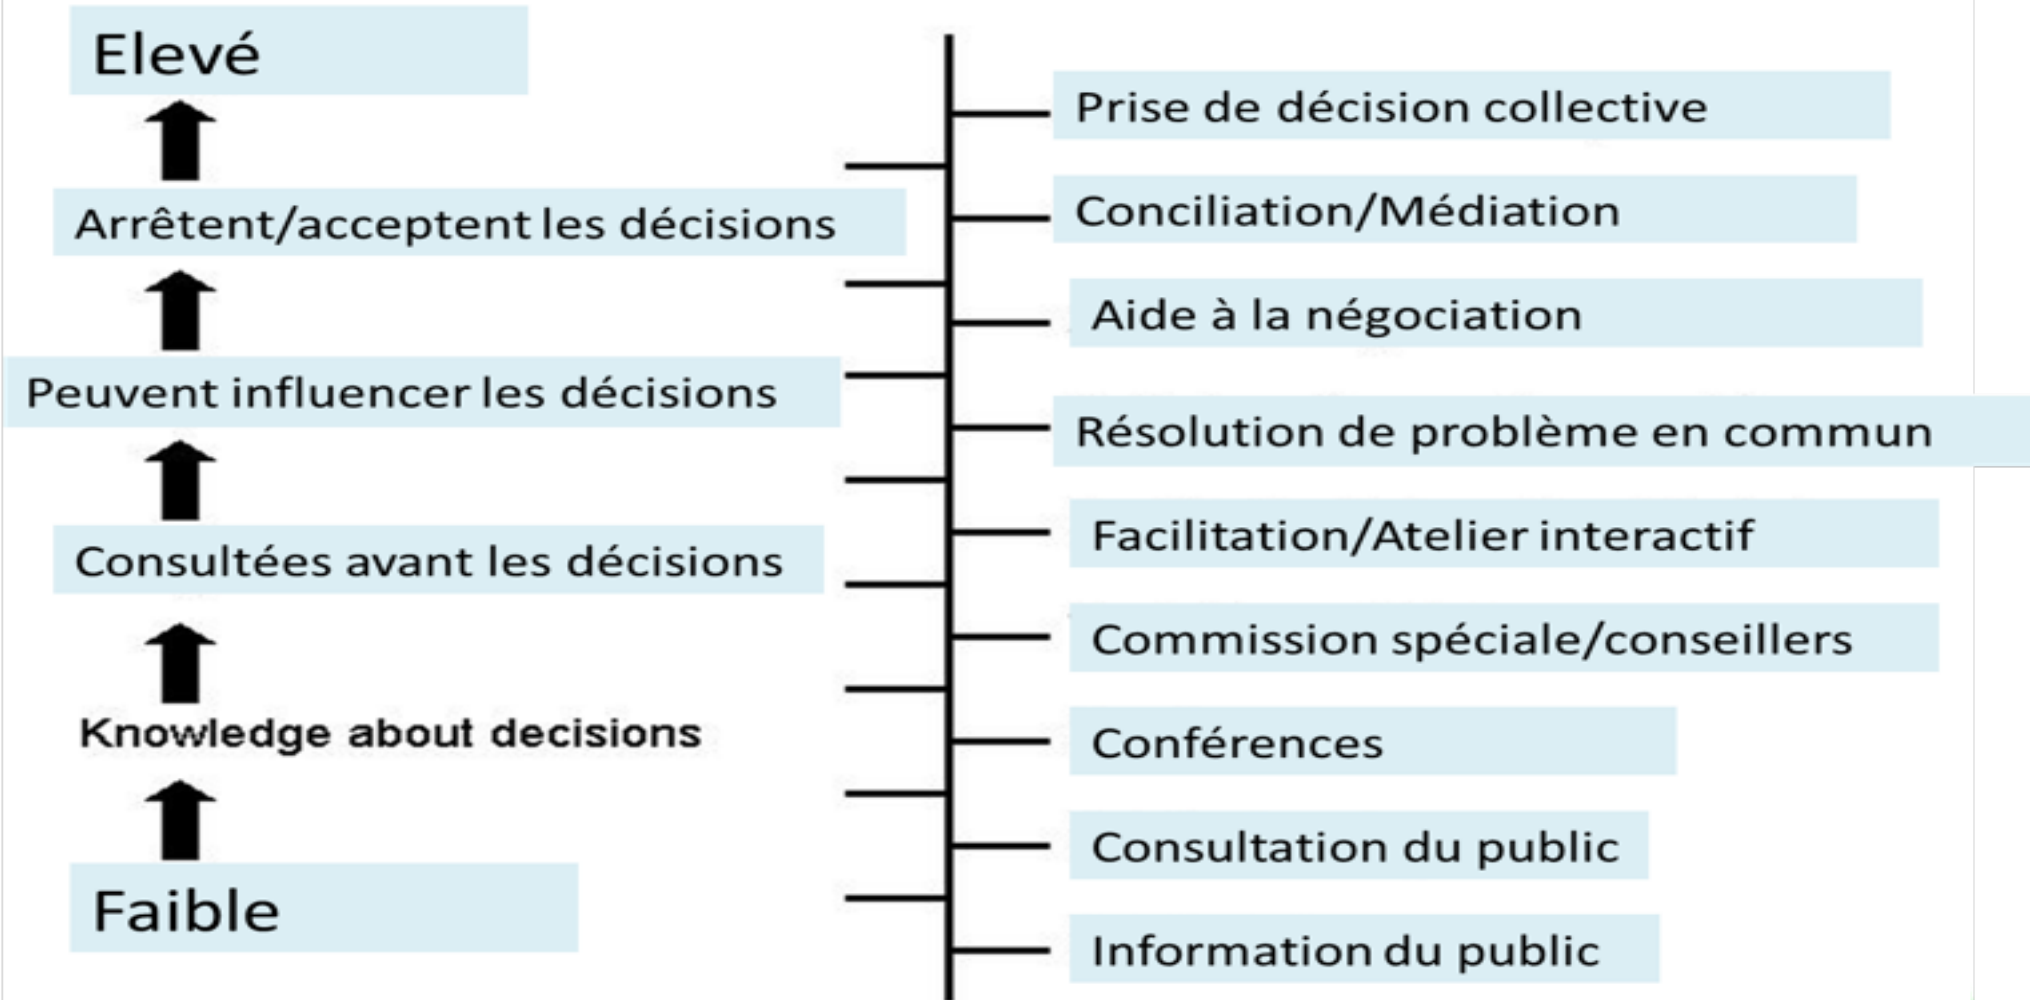 Elevé
Arrêtent/acceptent les décisions
Peuvent influencer les décisions
Consultées avant les décisions
Knowledge about decisions
Faible
Prise de décision collective
Conciliation/Médiation
Aide à la négociation
Résolution de problème en commun
Facilitation/Atelier interactif
Commission spéciale/conseillers
Conférences
Consultation du public
Information du public